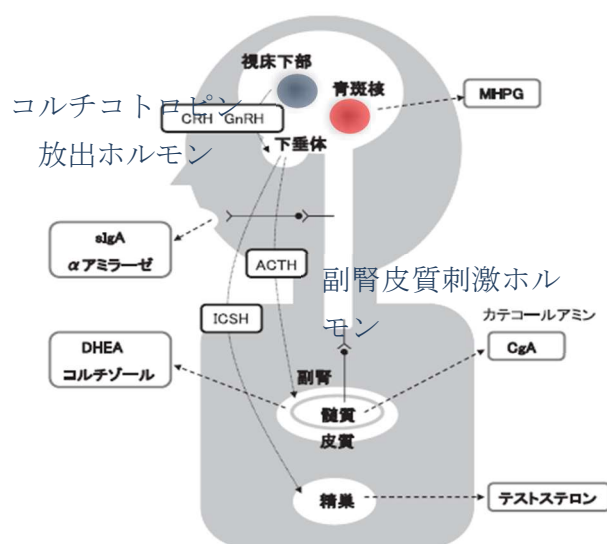 視床下部
青斑核
MHPG
コルチコトロピン
放出ホルモン
CRH GnRH
下垂体
sIgA
αアミラーゼ
ACTH
副腎皮質刺激ホル
モン
ICSH
カテコールアミン
CgA
DHEA
コルチゾール
副腎
髄質
皮質
精巣
テストステロン